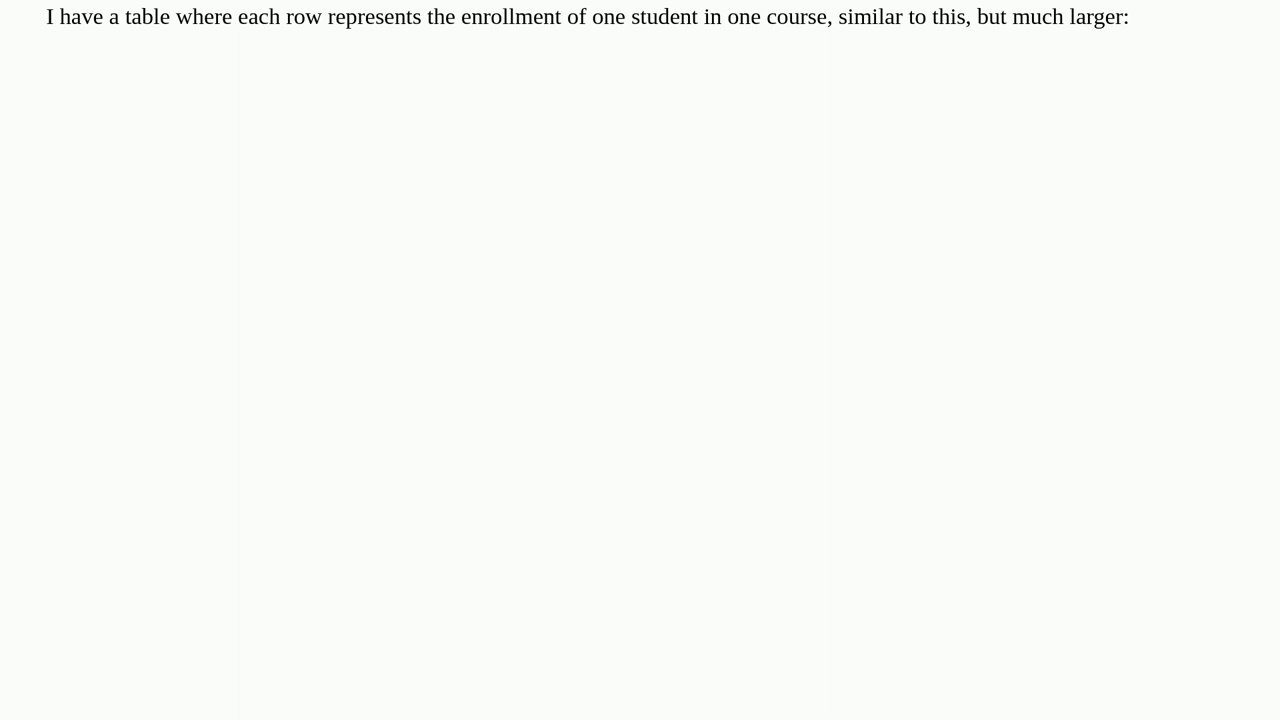 I have a table where each row represents the enrollment of one student in one course, similar to this, but much larger: